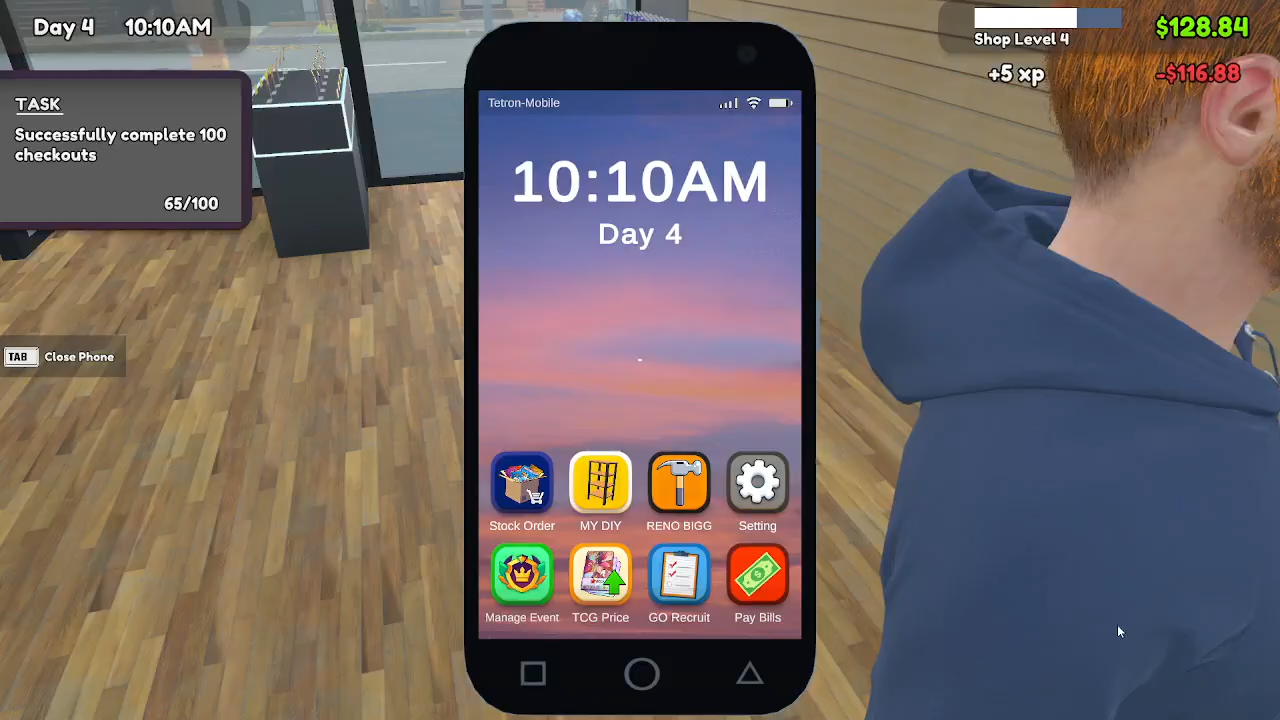 Day 4 10:10AM
TASK
Successfully complete 100
checkouts
65/100
TAB Close Phone
Tetron-Mobile
10:10AM
Day 4
Stock Order
MY DIY
RENO BIGG
Setting
Manage Event
TCG Price
GO Recruit
Pay Bills
Shop Level 4
$128.84
+5 xp
-$116.88